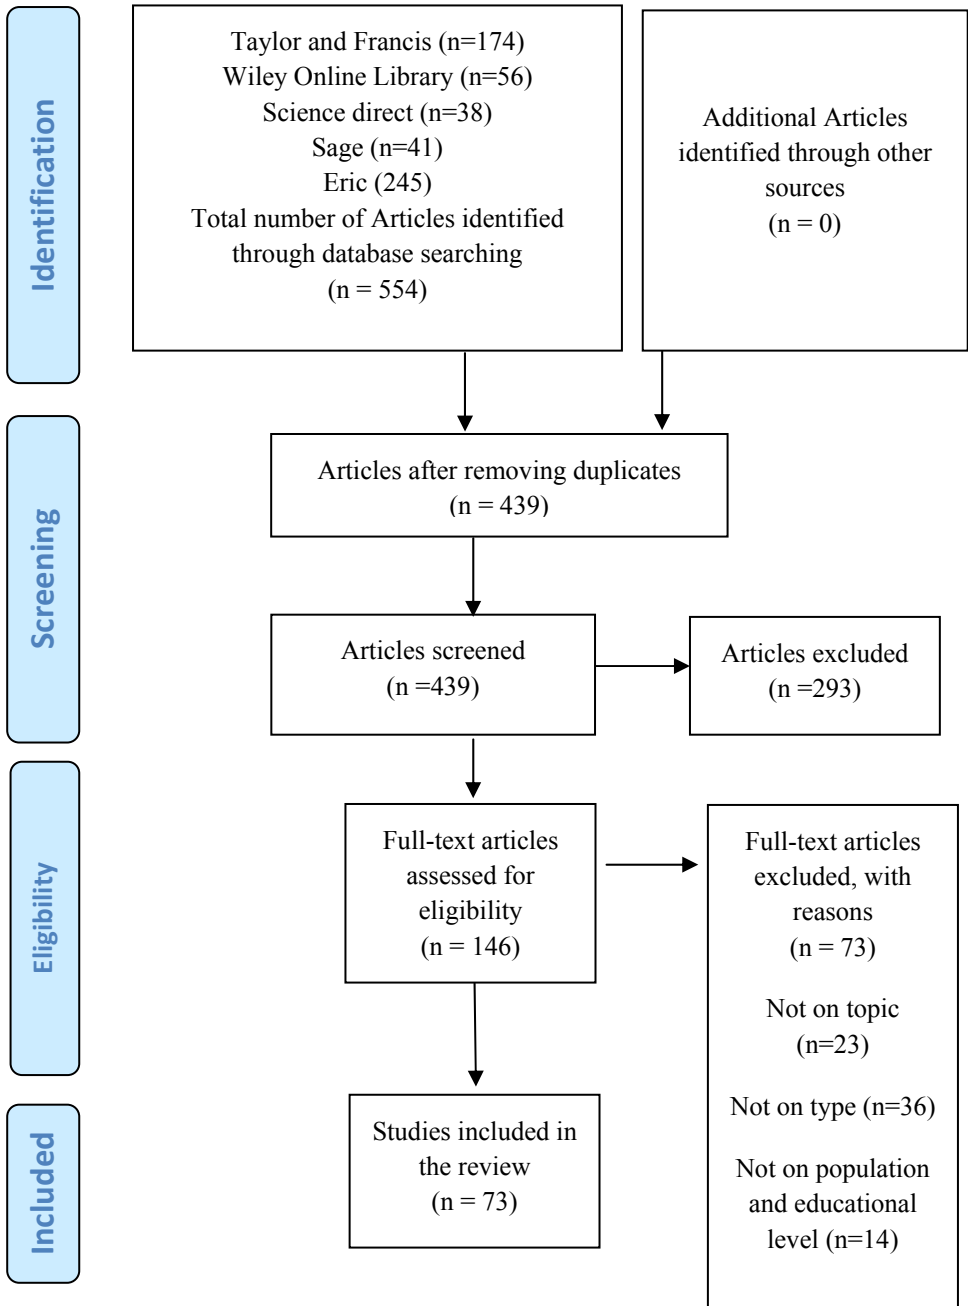 Identification
Taylor and Francis (n=174)
Wiley Online Library (n=56)
Science direct (n=38)
Sage (n=41)
Eric (245)
Total number of Articles identified
through database searching
(n = 554)
Additional Articles
identified through other
sources
(n = 0)
Screening
Articles after removing duplicates
(n = 439)
Articles screened
(n =439)
Articles excluded
(n =293)
Eligibility
Full-text articles
assessed for
eligibility
(n = 146)
Full-text articles
excluded, with
reasons
(n = 73)
Not on topic
(n=23)
Not on type (n=36)
Not on population
and educational
level (n=14)
Included
Studies included in
the review
(n = 73)